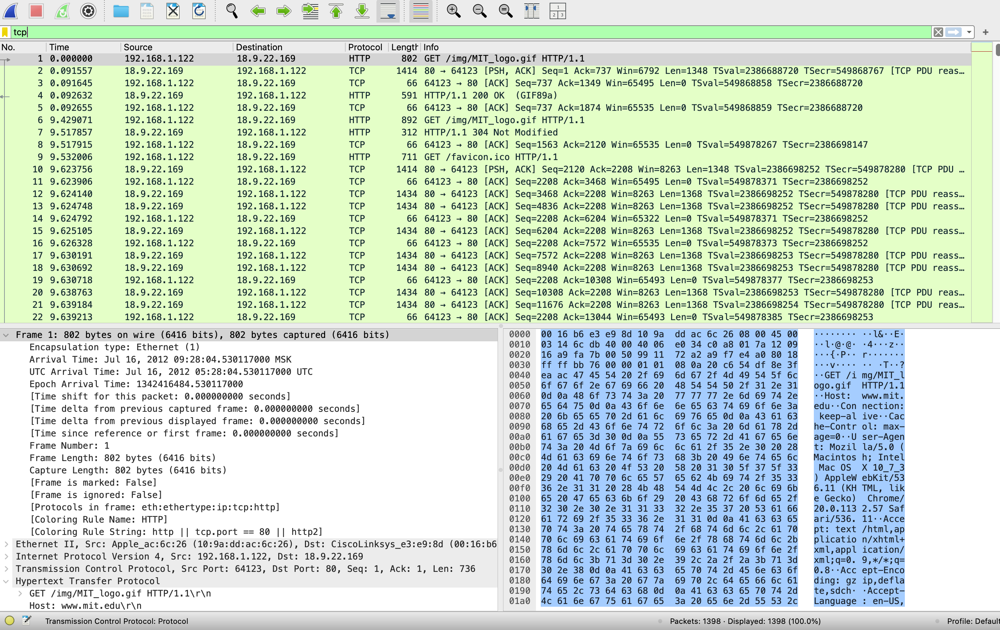 1
2 3
tcp
No. Time Source Destination Protocol Length Info
1 0.000000 192.168.1.122 18.9.22.169 HTTP 802 GET /img/MIT_logo.gif HTTP/1.1
2 0.091557 18.9.22.169 192.168.1.122 TCP 1414 80 → 64123 [PSH, ACK] Seq=1 Ack=737 Win=6792 Len=1348 TSval=2386688720 TSecr=549868767 [TCP PDU reas…
3 0.091645 192.168.1.122 18.9.22.169 TCP 66 64123 → 80 [ACK] Seq=737 Ack=1349 Win=65495 Len=0 TSval=549868858 TSecr=2386688720
4 0.092632 18.9.22.169 192.168.1.122 HTTP 591 HTTP/1.1 200 OK  (GIF89a)
5 0.092655 192.168.1.122 18.9.22.169 TCP 66 64123 → 80 [ACK] Seq=737 Ack=1874 Win=65535 Len=0 TSval=549868859 TSecr=2386688720
6 9.429071 192.168.1.122 18.9.22.169 HTTP 892 GET /img/MIT_logo.gif HTTP/1.1
7 9.517857 18.9.22.169 192.168.1.122 HTTP 312 HTTP/1.1 304 Not Modified
8 9.517915 192.168.1.122 18.9.22.169 TCP 66 64123 → 80 [ACK] Seq=1563 Ack=2120 Win=65535 Len=0 TSval=549878267 TSecr=2386698147
9 9.532006 192.168.1.122 18.9.22.169 HTTP 711 GET /favicon.ico HTTP/1.1
10 9.623756 18.9.22.169 192.168.1.122 TCP 1414 80 → 64123 [PSH, ACK] Seq=2120 Ack=2208 Win=8263 Len=1348 TSval=2386698252 TSecr=549878280 [TCP PDU …
11 9.623906 192.168.1.122 18.9.22.169 TCP 66 64123 → 80 [ACK] Seq=2208 Ack=3468 Win=65495 Len=0 TSval=549878371 TSecr=2386698252
12 9.624140 18.9.22.169 192.168.1.122 TCP 1434 80 → 64123 [ACK] Seq=3468 Ack=2208 Win=8263 Len=1368 TSval=2386698252 TSecr=549878280 [TCP PDU reass…
13 9.624748 18.9.22.169 192.168.1.122 TCP 1434 80 → 64123 [ACK] Seq=4836 Ack=2208 Win=8263 Len=1368 TSval=2386698252 TSecr=549878280 [TCP PDU reass…
14 9.624792 192.168.1.122 18.9.22.169 TCP 66 64123 → 80 [ACK] Seq=2208 Ack=6204 Win=65322 Len=0 TSval=549878371 TSecr=2386698252
15 9.625105 18.9.22.169 192.168.1.122 TCP 1434 80 → 64123 [ACK] Seq=6204 Ack=2208 Win=8263 Len=1368 TSval=2386698252 TSecr=549878280 [TCP PDU reass…
16 9.626328 192.168.1.122 18.9.22.169 TCP 66 64123 → 80 [ACK] Seq=2208 Ack=7572 Win=65535 Len=0 TSval=549878373 TSecr=2386698252
17 9.630191 18.9.22.169 192.168.1.122 TCP 1434 80 → 64123 [ACK] Seq=7572 Ack=2208 Win=8263 Len=1368 TSval=2386698253 TSecr=549878280 [TCP PDU reass…
18 9.630692 18.9.22.169 192.168.1.122 TCP 1434 80 → 64123 [ACK] Seq=8940 Ack=2208 Win=8263 Len=1368 TSval=2386698253 TSecr=549878280 [TCP PDU reass…
19 9.630718 192.168.1.122 18.9.22.169 TCP 66 64123 → 80 [ACK] Seq=2208 Ack=10308 Win=65493 Len=0 TSval=549878377 TSecr=2386698253
20 9.638763 18.9.22.169 192.168.1.122 TCP 1434 80 → 64123 [ACK] Seq=10308 Ack=2208 Win=8263 Len=1368 TSval=2386698253 TSecr=549878280 [TCP PDU reas…
21 9.639184 18.9.22.169 192.168.1.122 TCP 1434 80 → 64123 [ACK] Seq=11676 Ack=2208 Win=8263 Len=1368 TSval=2386698254 TSecr=549878280 [TCP PDU reas…
22 9.639213 192.168.1.122 18.9.22.169 TCP 66 64123 → 80 [ACK] Seq=2208 Ack=13044 Win=65493 Len=0 TSval=549878385 TSecr=2386698253
Frame 1: 802 bytes on wire (6416 bits), 802 bytes captured (6416 bits)
Encapsulation type: Ethernet (1)
Arrival Time: Jul 16, 2012 09:28:04.530117000 MSK
UTC Arrival Time: Jul 16, 2012 05:28:04.530117000 UTC
Epoch Arrival Time: 1342416484.530117000
[Time shift for this packet: 0.000000000 seconds]
[Time delta from previous captured frame: 0.000000000 seconds]
[Time delta from previous displayed frame: 0.000000000 seconds]
[Time since reference or first frame: 0.000000000 seconds]
Frame Number: 1
Frame Length: 802 bytes (6416 bits)
Capture Length: 802 bytes (6416 bits)
[Frame is marked: False]
[Frame is ignored: False]
[Protocols in frame: eth:ethertype:ip:tcp:http]
[Coloring Rule Name: HTTP]
[Coloring Rule String: http || tcp.port == 80 || http2]
Ethernet II, Src: Apple_ac:6c:26 (10:9a:dd:ac:6c:26), Dst: CiscoLinksys_e3:e9:8d (00:16:b6
Internet Protocol Version 4, Src: 192.168.1.122, Dst: 18.9.22.169
Transmission Control Protocol, Src Port: 64123, Dst Port: 80, Seq: 1, Ack: 1, Len: 736
Hypertext Transfer Protocol
GET /img/MIT_logo.gif HTTP/1.1\r\n
Host: www.mit.edu\r\n
0000 00 16 b6 e3 e9 8d 10 9a dd ac 6c 26 08 00 45 00 ········ ··l&··E·
0010 03 14 6c db 40 00 40 06 e0 34 c0 a8 01 7a 12 09 ··l·@·@· ·4···z··
0020 16 a9 fa 7b 00 50 99 11 72 a2 a9 f7 e4 a0 80 18 ···{·P·· r·······
0030 ff ff bb 76 00 00 01 01 08 0a 20 c6 54 df 8e 3f ···v···· ·· ·T··?
0040 ea ac 47 45 54 20 2f 69 6d 67 2f 4d 49 54 5f 6c ··GET /i mg/MIT_l
0050 6f 67 6f 2e 67 69 66 20 48 54 54 50 2f 31 2e 31 ogo.gif  HTTP/1.1
0060 0d 0a 48 6f 73 74 3a 20 77 77 77 2e 6d 69 74 2e ··Host:  www.mit.
0070 65 64 75 0d 0a 43 6f 6e 6e 65 63 74 69 6f 6e 3a edu··Con nection:
0080 20 6b 65 65 70 2d 61 6c 69 76 65 0d 0a 43 61 63  keep-al ive··Cac
0090 68 65 2d 43 6f 6e 74 72 6f 6c 3a 20 6d 61 78 2d he-Contr ol: max-
00a0 61 67 65 3d 30 0d 0a 55 73 65 72 2d 41 67 65 6e age=0··U ser-Agen
00b0 74 3a 20 4d 6f 7a 69 6c 6c 61 2f 35 2e 30 20 28 t: Mozil la/5.0 (
00c0 4d 61 63 69 6e 74 6f 73 68 3b 20 49 6e 74 65 6c Macintos h; Intel
00d0 20 4d 61 63 20 4f 53 20 58 20 31 30 5f 37 5f 33  Mac OS  X 10_7_3
00e0 29 20 41 70 70 6c 65 57 65 62 4b 69 74 2f 35 33 ) AppleW ebKit/53
00f0 36 2e 31 31 20 28 4b 48 54 4d 4c 2c 20 6c 69 6b 6.11 (KH TML, lik
0100 65 20 47 65 63 6b 6f 29 20 43 68 72 6f 6d 65 2f e Gecko)  Chrome/
0110 32 30 2e 30 2e 31 31 33 32 2e 35 37 20 53 61 66 20.0.113 2.57 Saf
0120 61 72 69 2f 35 33 36 2e 31 31 0d 0a 41 63 63 65 ari/536. 11··Acce
0130 70 74 3a 20 74 65 78 74 2f 68 74 6d 6c 2c 61 70 pt: text /html,ap
0140 70 6c 69 63 61 74 69 6f 6e 2f 78 68 74 6d 6c 2b plicatio n/xhtml+
0150 78 6d 6c 2c 61 70 70 6c 69 63 61 74 69 6f 6e 2f xml,appl ication/
0160 78 6d 6c 3b 71 3d 30 2e 39 2c 2a 2f 2a 3b 71 3d xml;q=0. 9,*/*;q=
0170 30 2e 38 0d 0a 41 63 63 65 70 74 2d 45 6e 63 6f 0.8··Acc ept-Enco
0180 64 69 6e 67 3a 20 67 7a 69 70 2c 64 65 66 6c 61 ding: gz ip,defla
0190 74 65 2c 73 64 63 68 0d 0a 41 63 63 65 70 74 2d te,sdch· ·Accept-
01a0 4c 61 6e 67 75 61 67 65 3a 20 65 6e 2d 55 53 2c Language : en-US,
Transmission Control Protocol: Protocol
Packets: 1398 · Displayed: 1398 (100.0%)
Profile: Default